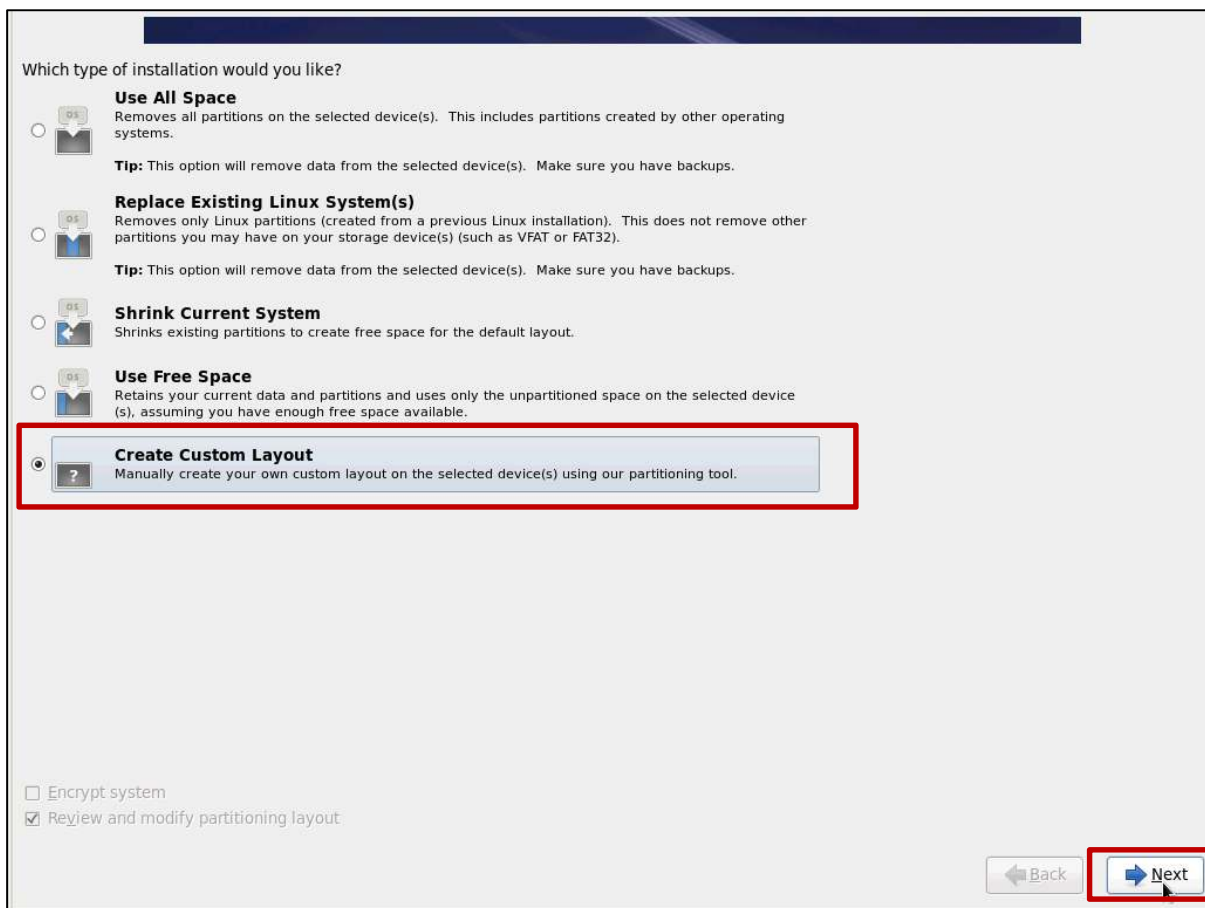 Which type of installation would you like?
Use All Space
Removes all partitions on the selected device(s).  This includes partitions created by other operating
systems.
Tip: This option will remove data from the selected device(s).  Make sure you have backups.
Replace Existing Linux System(s)
Removes only Linux partitions (created from a previous Linux installation).  This does not remove other
partitions you may have on your storage device(s) (such as VFAT or FAT32).
Tip: This option will remove data from the selected device(s).  Make sure you have backups.
Shrink Current System
Shrinks existing partitions to create free space for the default layout.
Use Free Space
Retains your current data and partitions and uses only the unpartitioned space on the selected device
(s), assuming you have enough free space available.
Create Custom Layout
Manually create your own custom layout on the selected device(s) using our partitioning tool.
?
OS
OS
OS
OS
Encrypt system
Review and modify partitioning layout
Back
Next